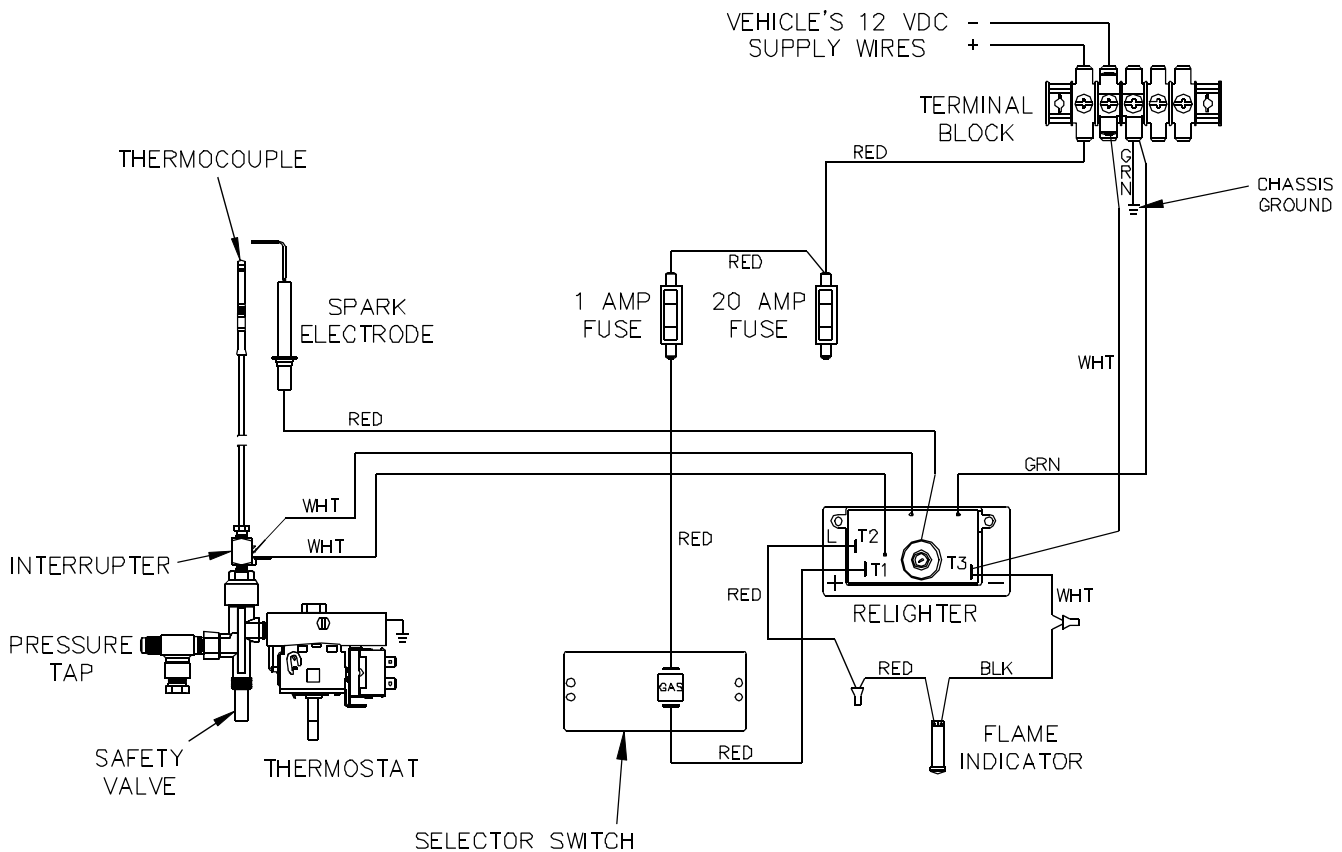 VEHICLE'S 12 VDC -
SUPPLY WIRES +
TERMINAL
BLOCK
RED
GRN
CHASSIS
GROUND
THERMOCOUPLE
RED
1 AMP
FUSE
20 AMP
FUSE
SPARK
ELECTRODE
WHT
RED
GRN
WHT
WHT
RED
INTERRUPTER
L T2
T1 T3
+ -
RELIGHTER
RED
WHT
PRESSURE
TAP
GAS
RED
BLK
SAFETY
VALVE
THERMOSTAT
RED
FLAME
INDICATOR
SELECTOR SWITCH